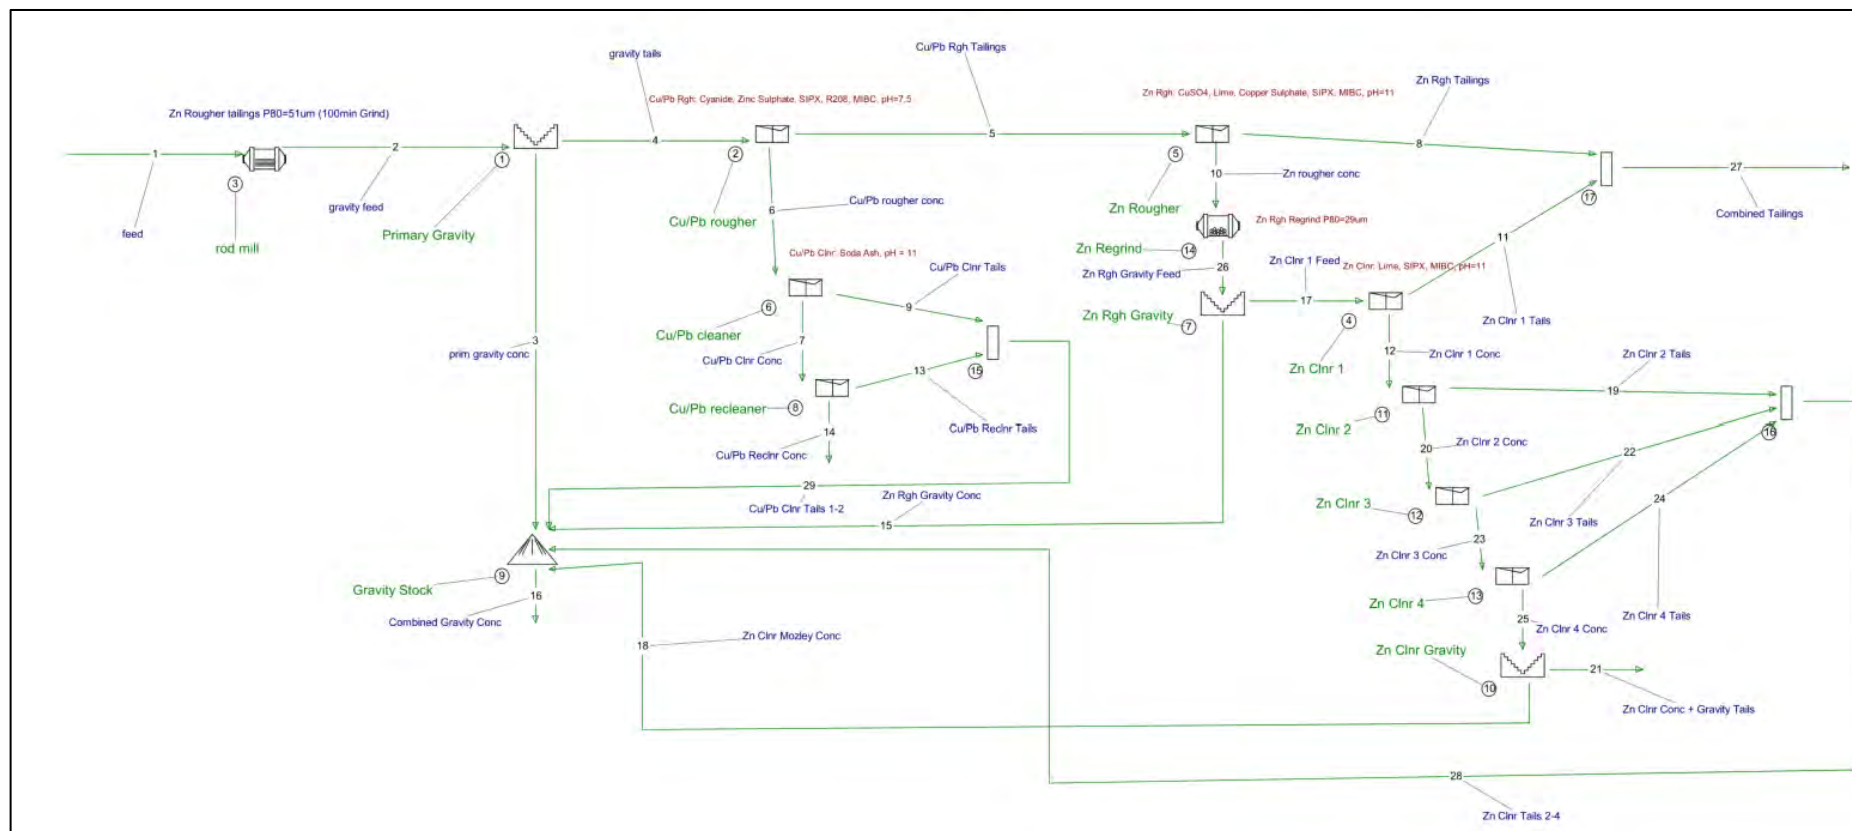 gravity tails
Cu/Pb Rgh Tailings
Zn Rgh Tailings
Cu/Pb Rgh: Cyanide, Zinc Sulphate, SIPX, R208, MIBC, pH=7.5
Zn Rgh: CuSO4, Lime, Copper Sulphate, SIPX, MIBC, pH=11
Zn Rougher tailings P80=51um (100min Grind)
1
2
4
5
8
27
3
1
2
5
17
10
Zn rougher conc
feed
gravity feed
rod mill
Primary Gravity
Cu/Pb rougher
6
Cu/Pb rougher conc
Zn Rougher
Combined Tailings
Zn Rgh Regrind P80=29um
Zn Regrind
14
11
Cu/Pb Clnr: Soda Ash, pH = 11
Cu/Pb Clnr Tails
Zn Rgh Gravity Feed
26
Zn Clnr 1 Feed
Zn Clnr: Lime, SIPX, MIBC, pH=11
6
9
17
Zn Rgh Gravity
7
4
Zn Clnr 1 Tails
Cu/Pb cleaner
7
3
prim gravity conc
Cu/Pb Clnr Conc
12
Zn Clnr 1 Conc
Zn Clnr 2 Tails
Zn Clnr 1
13
15
19
Cu/Pb recleaner
8
11
Zn Clnr 2
16
Cu/Pb Reclnr Tails
14
Cu/Pb Reclnr Conc
20
Zn Clnr 2 Conc
22
29
Zn Rgh Gravity Conc
Cu/Pb Clnr Tails 1-2
Zn Clnr 3
12
24
15
Zn Clnr 3 Tails
23
Zn Clnr 3 Conc
Gravity Stock
9
16
Zn Clnr 4
13
Combined Gravity Conc
Zn Clnr 4 Tails
25
Zn Clnr 4 Conc
18
Zn Clnr Mozley Conc
Zn Clnr Gravity
10
21
Zn Clnr Conc + Gravity Tails
28
Zn Clnr Tails 2-4